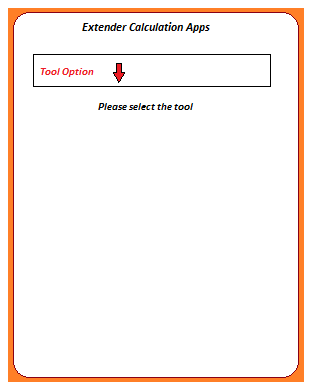 Extender Calculation Apps
Tool Option
Please select the tool